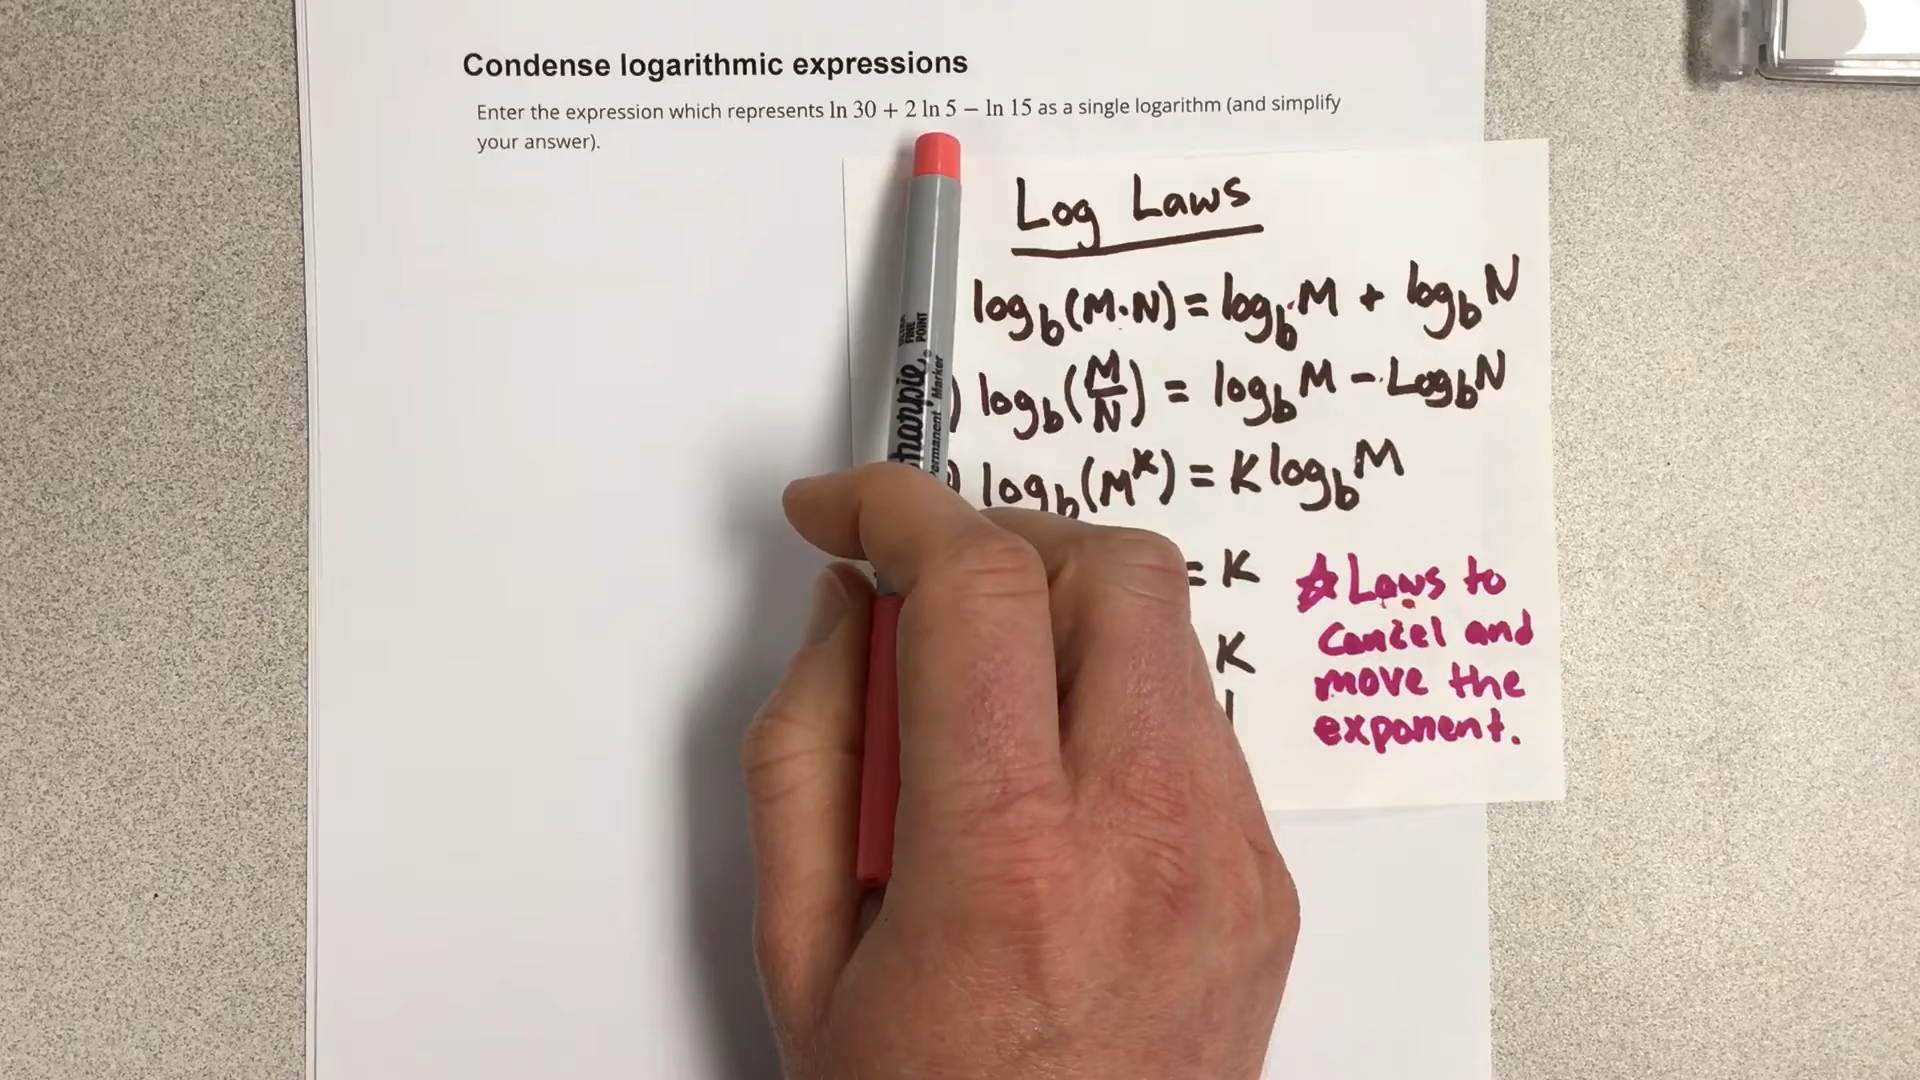 Condense logarithmic expressions
Enter the expression which represents ln 30 + 2 ln 5 − ln 15 as a single logarithm (and simplify
your answer).
Log Laws
log_b(M·N) = log_b M + log_b N
) log_b(M/N) = log_b M - Log_b N
log_b(M^K) = K log_b M
= K
K
☆ Laws to
Cancel and
move the
exponent.
FINE
POINT
Permanent Marker